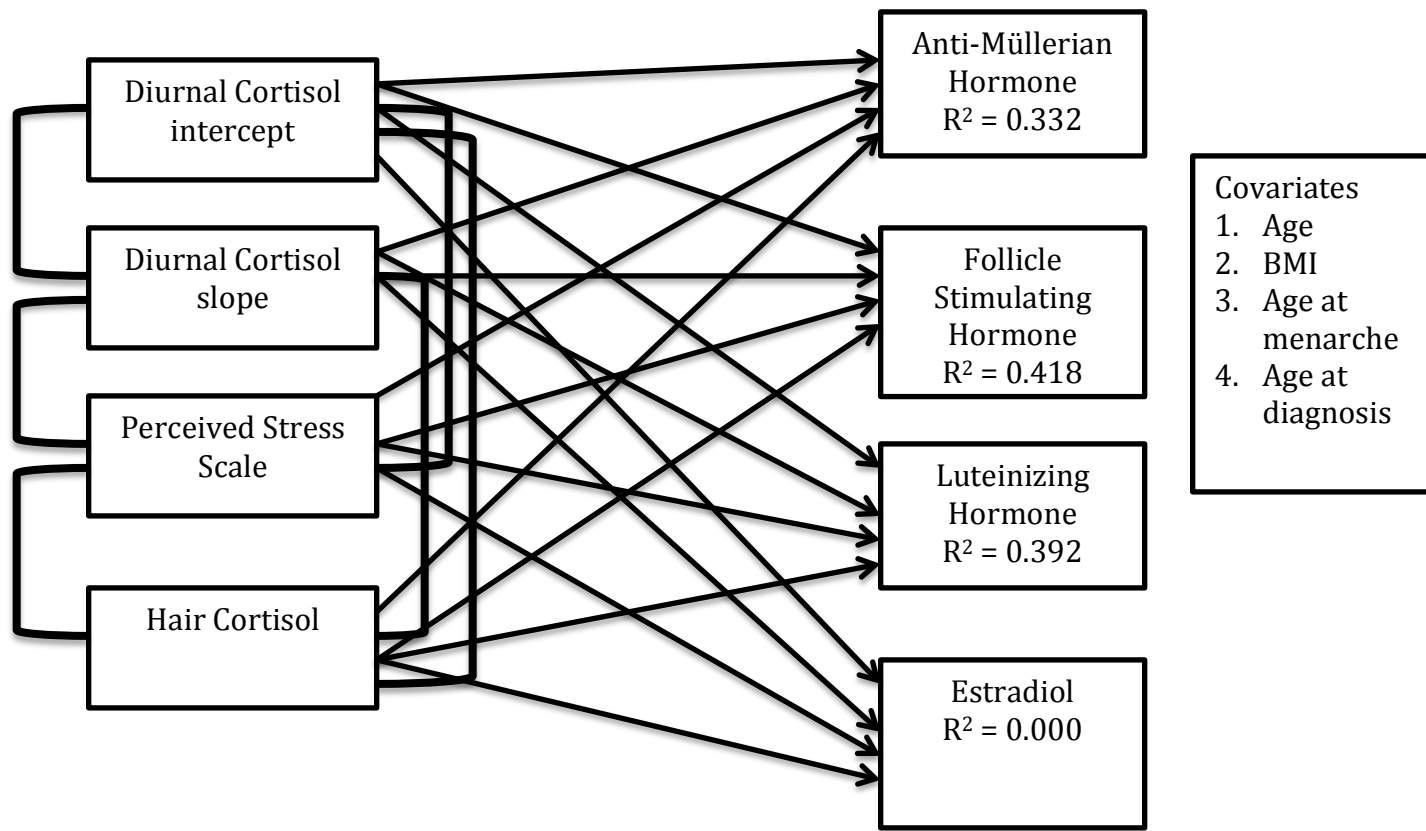 Diurnal Cortisol
intercept
Diurnal Cortisol
slope
Perceived Stress
Scale
Hair Cortisol
Anti-Müllerian
Hormone
R² = 0.332
Follicle
Stimulating
Hormone
R² = 0.418
Luteinizing
Hormone
R² = 0.392
Estradiol
R² = 0.000
Covariates
1. Age
2. BMI
3. Age at
menarche
4. Age at
diagnosis